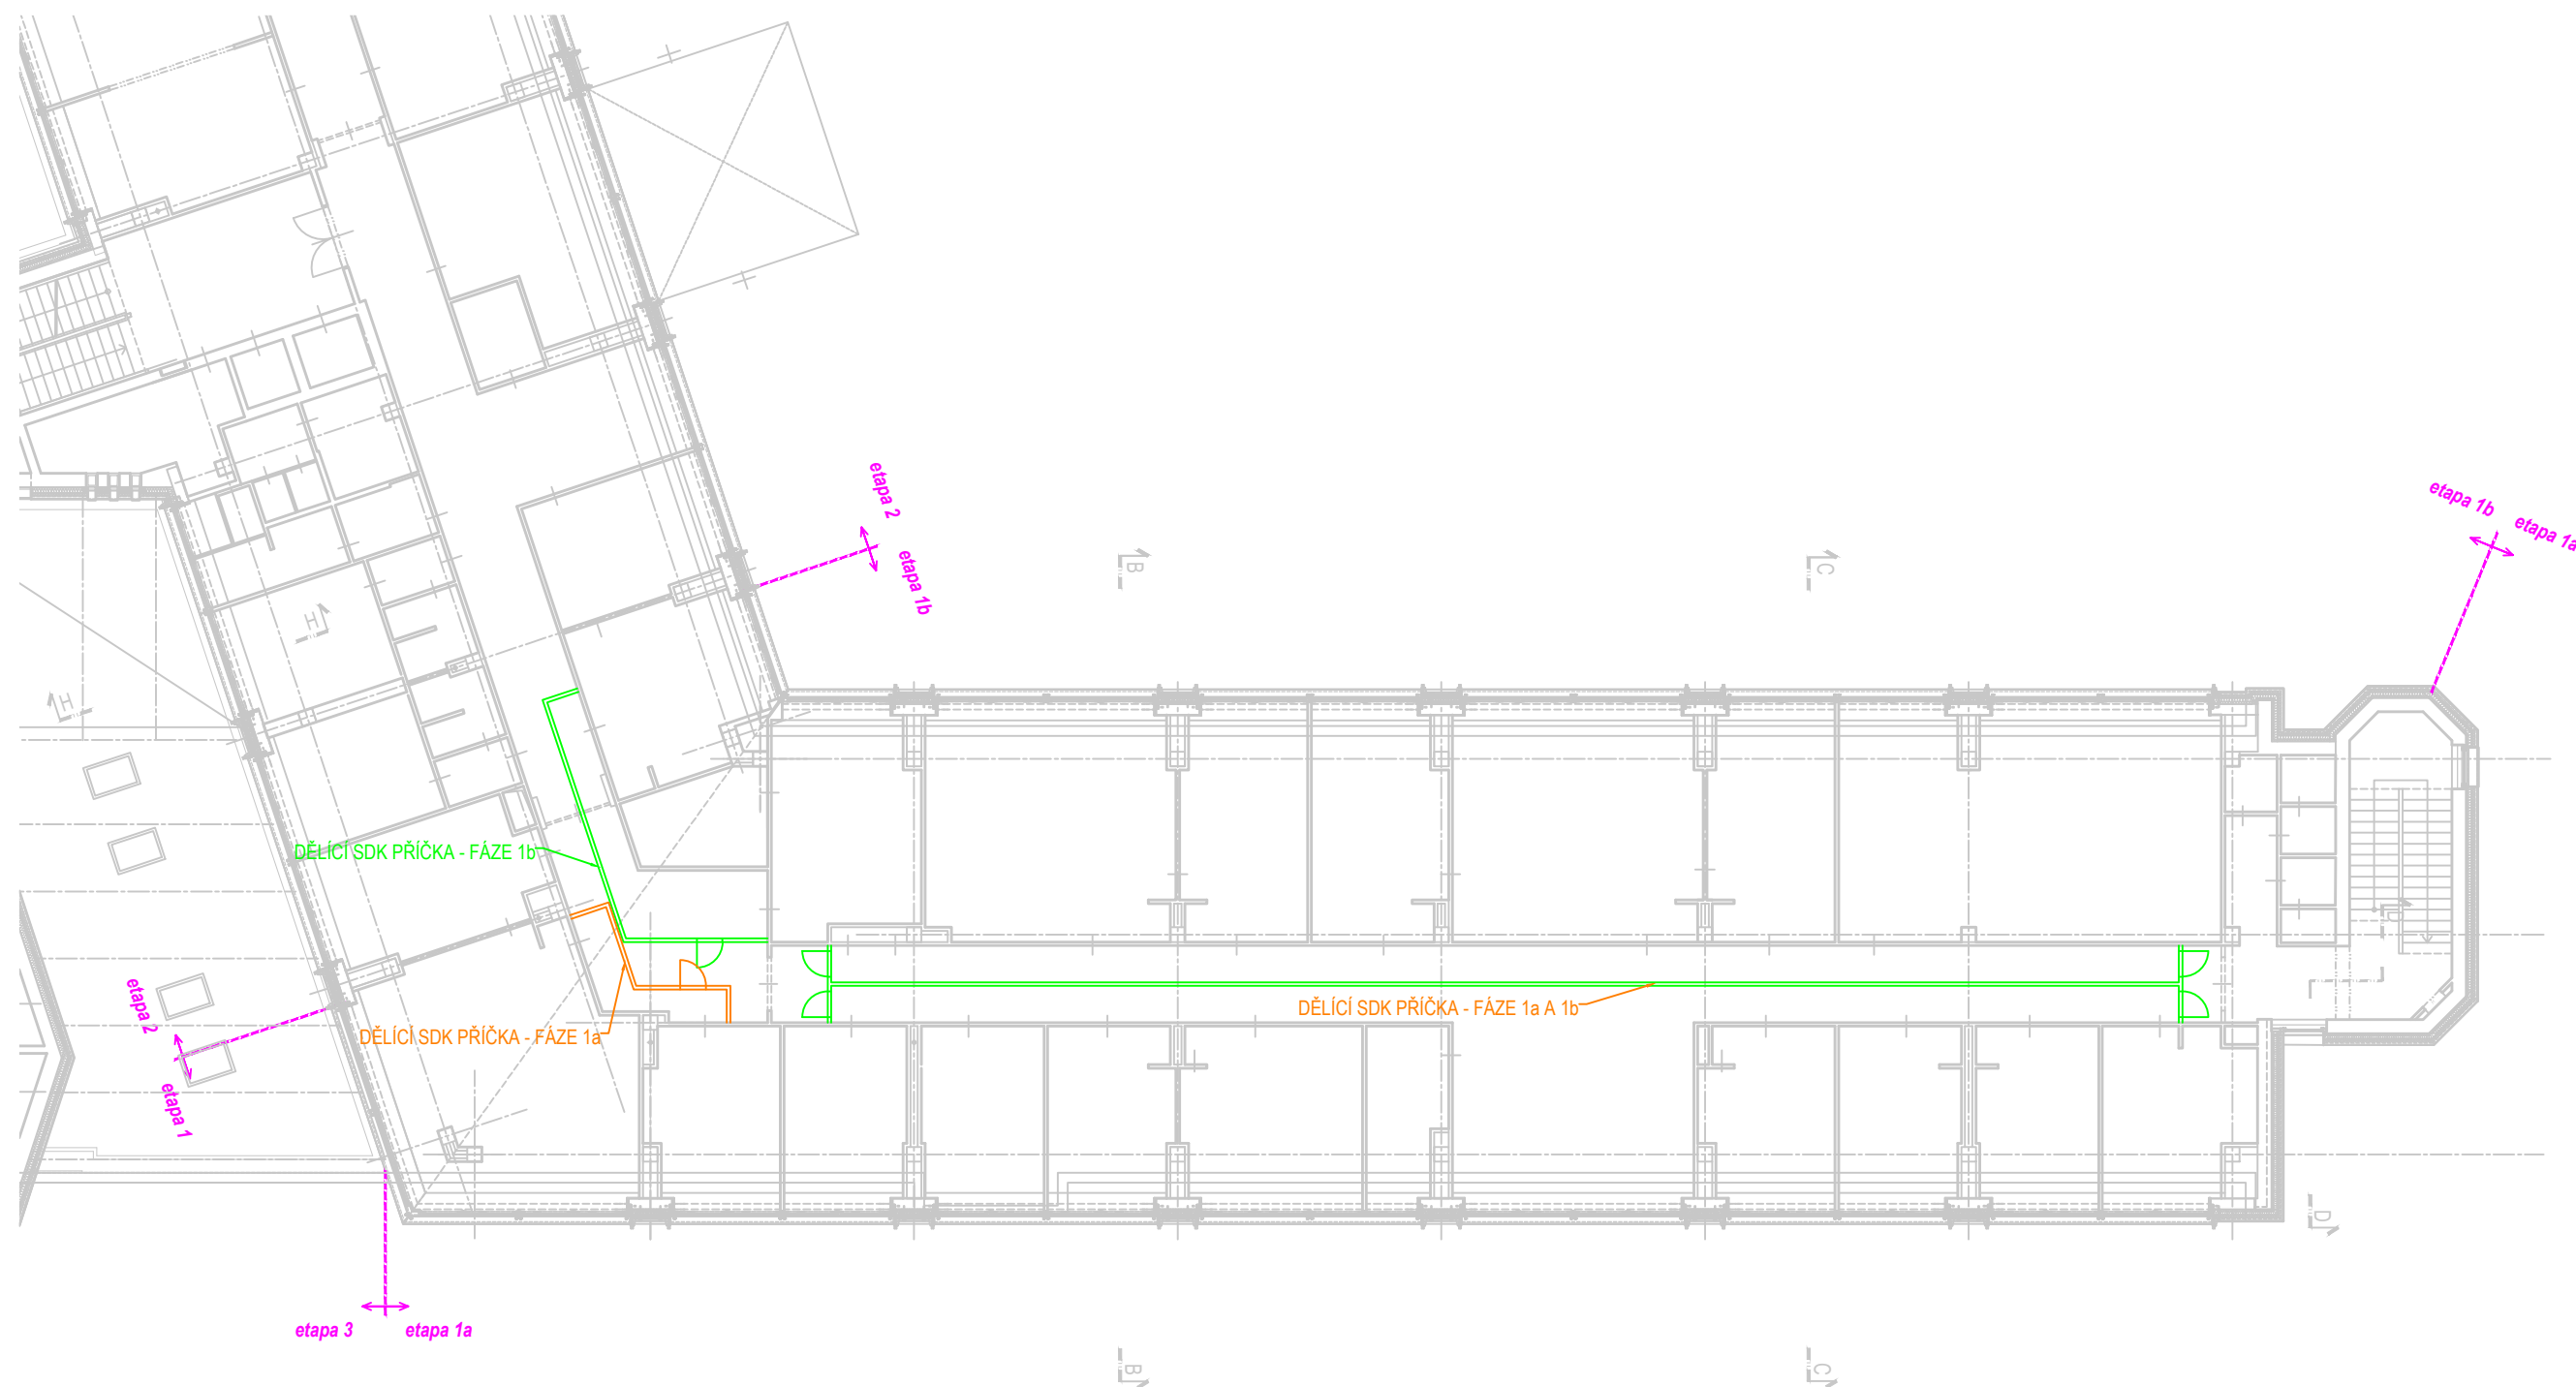 etapa 2
etapa 1b
etapa 1b
etapa 1a
B
C
H
H
DĚLÍCÍ SDK PŘÍČKA - FÁZE 1b
DĚLÍCÍ SDK PŘÍČKA - FÁZE 1a A 1b
DĚLÍCÍ SDK PŘÍČKA - FÁZE 1a
etapa 2
etapa 1
D
D
etapa 3
etapa 1a
B
C